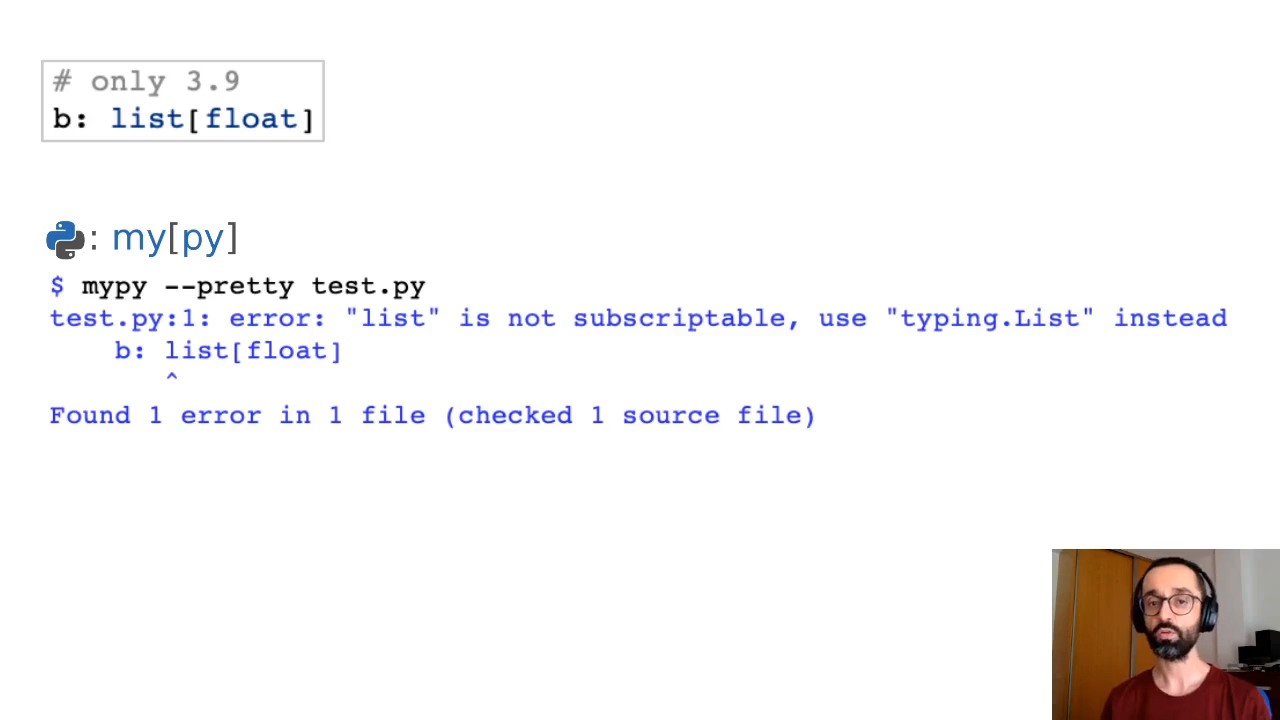 # only 3.9
b: list[float]
: my[py]
$ mypy --pretty test.py
test.py:1: error: "list" is not subscriptable, use "typing.List" instead
    b: list[float]
       ^
Found 1 error in 1 file (checked 1 source file)